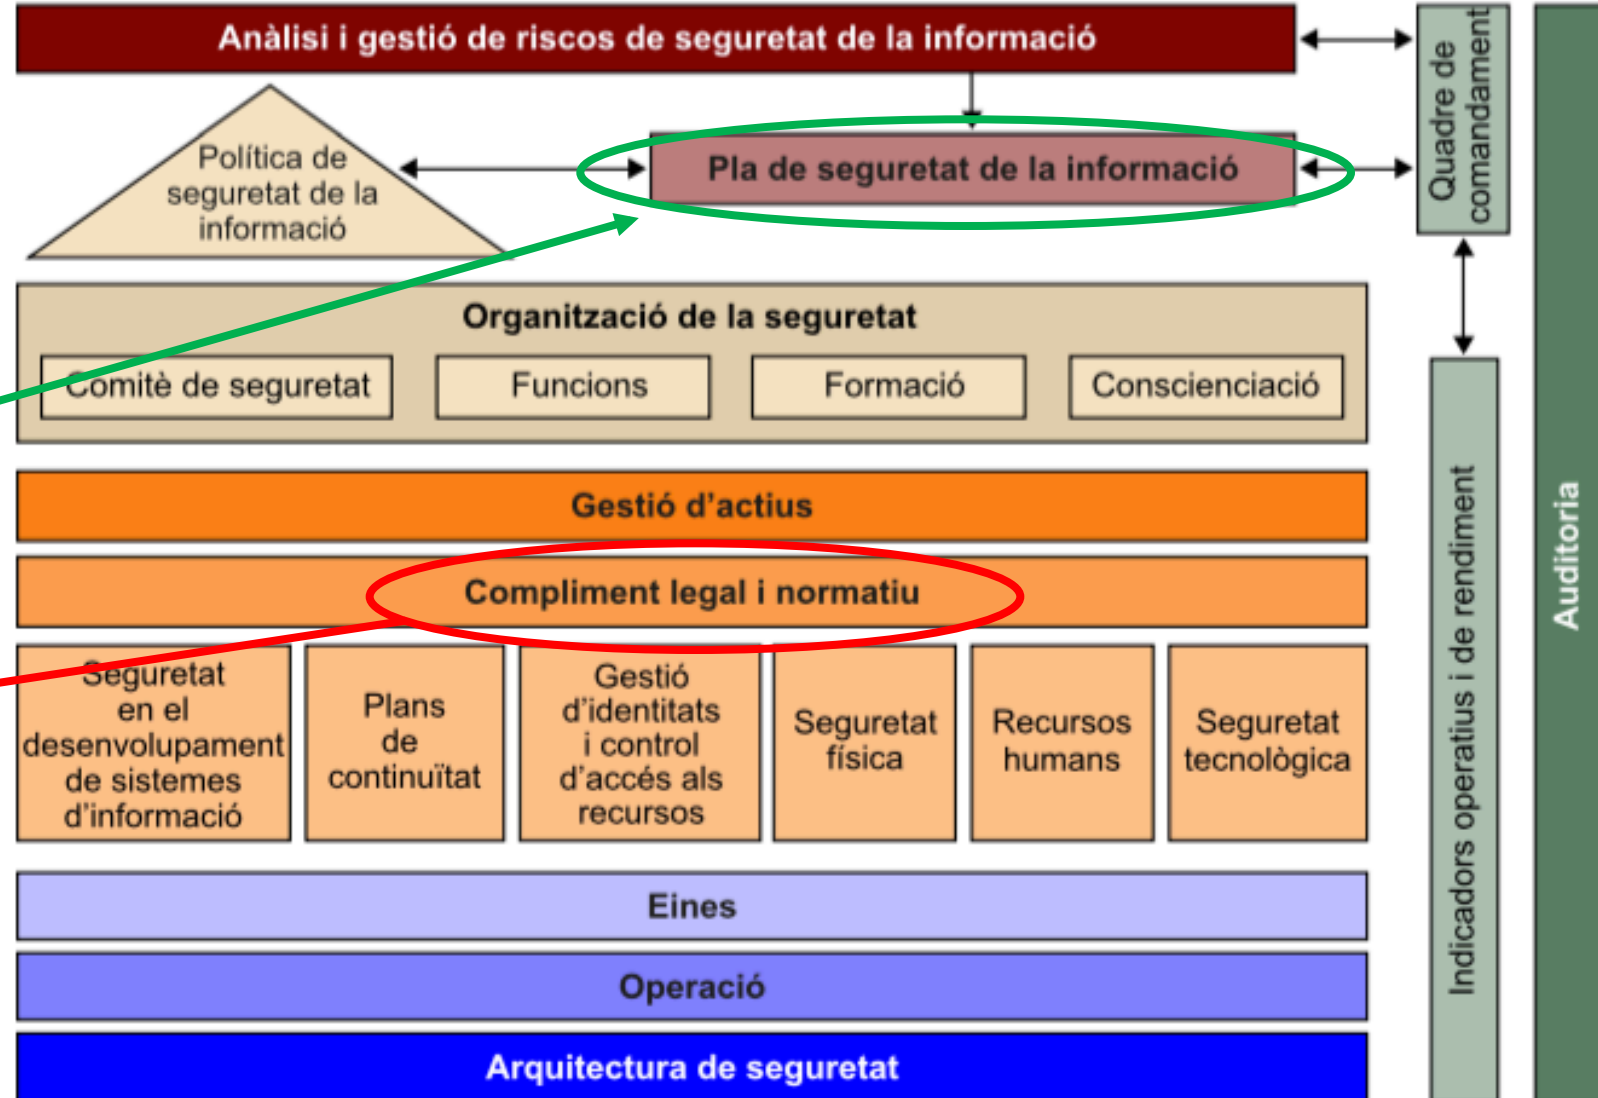 Anàlisi i gestió de riscos de seguretat de la informació
Quadre de
comandament
Política de
seguretat de la
informació
Pla de seguretat de la informació
Organització de la seguretat
Comitè de seguretat
Funcions
Formació
Conscienciació
Gestió d’actius
Compliment legal i normatiu
Seguretat
en el
desenvolupament
de sistemes
d’informació
Plans
de
continuïtat
Gestió
d’identitats
i control
d’accés als
recursos
Seguretat
física
Recursos
humans
Seguretat
tecnològica
Eines
Operació
Arquitectura de seguretat
Indicadors operatius i de rendiment
Auditoria